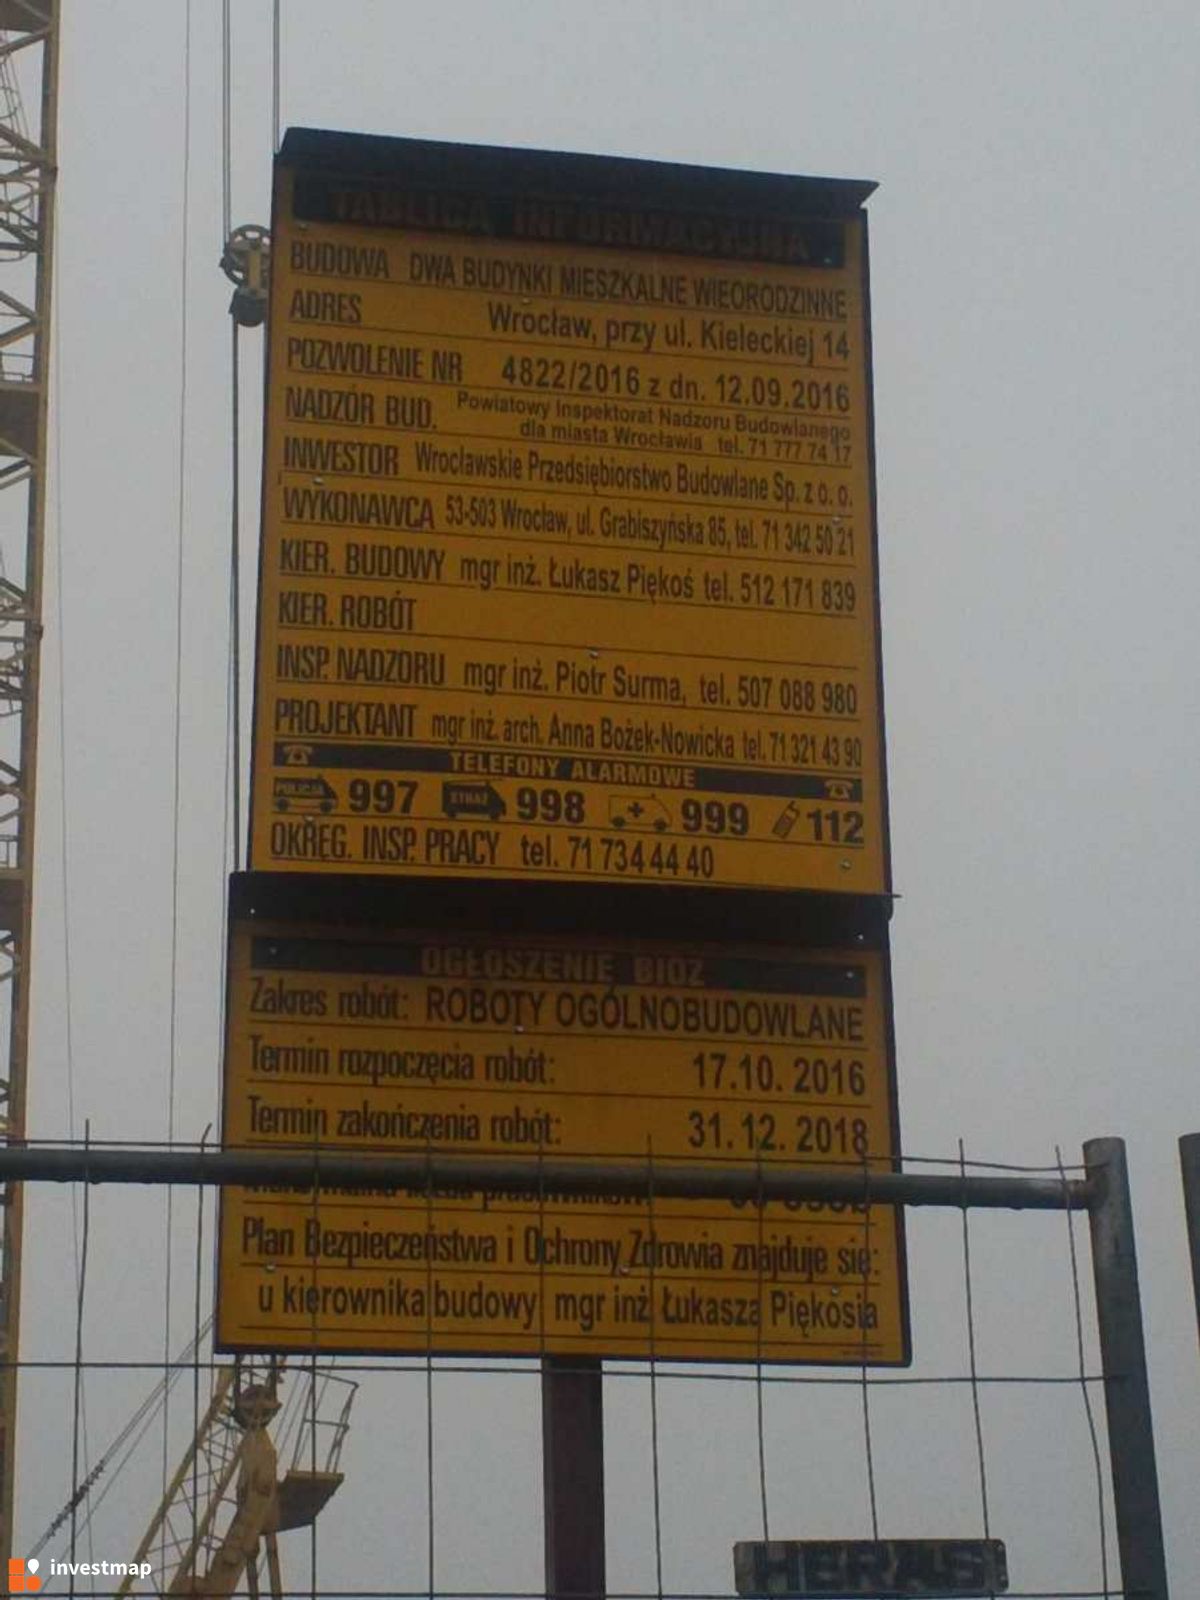 TABLICA INFORMACYJNA
BUDOWA DWA BUDYNKI MIESZKALNE WIEORODZINNE
ADRES Wrocław, przy ul. Kieleckiej 14
POZWOLENIE NR 4822/2016 z dn. 12.09.2016
NADZÓR BUD. Powiatowy Inspektorat Nadzoru Budowlanego
dla miasta Wrocławia tel. 71 777 74 17
INWESTOR Wrocławskie Przedsiębiorstwo Budowlane Sp. z o. o.
WYKONAWCA 53-503 Wrocław, ul. Grabiszyńska 85, tel. 71 342 50 21
KIER. BUDOWY mgr inż. Łukasz Piękoś tel. 512 171 839
KIER. ROBÓT
INSP. NADZORU mgr inż. Piotr Surma, tel. 507 088 980
PROJEKTANT mgr inż. arch. Anna Bożek-Nowicka tel. 71 321 43 90
TELEFONY ALARMOWE
POLICJA 997 STRAŻ 998 999 112
OKRĘG. INSP. PRACY tel. 71 734 44 40
OGŁOSZENIE BIOZ
Zakres robót: ROBOTY OGÓLNOBUDOWLANE
Termin rozpoczęcia robót: 17.10. 2016
Termin zakończenia robót: 31.12. 2018
Plan Bezpieczeństwa i Ochrony Zdrowia znajduje się:
u kierownika budowy mgr inż Łukasza Piękosia
HERAS
investmap